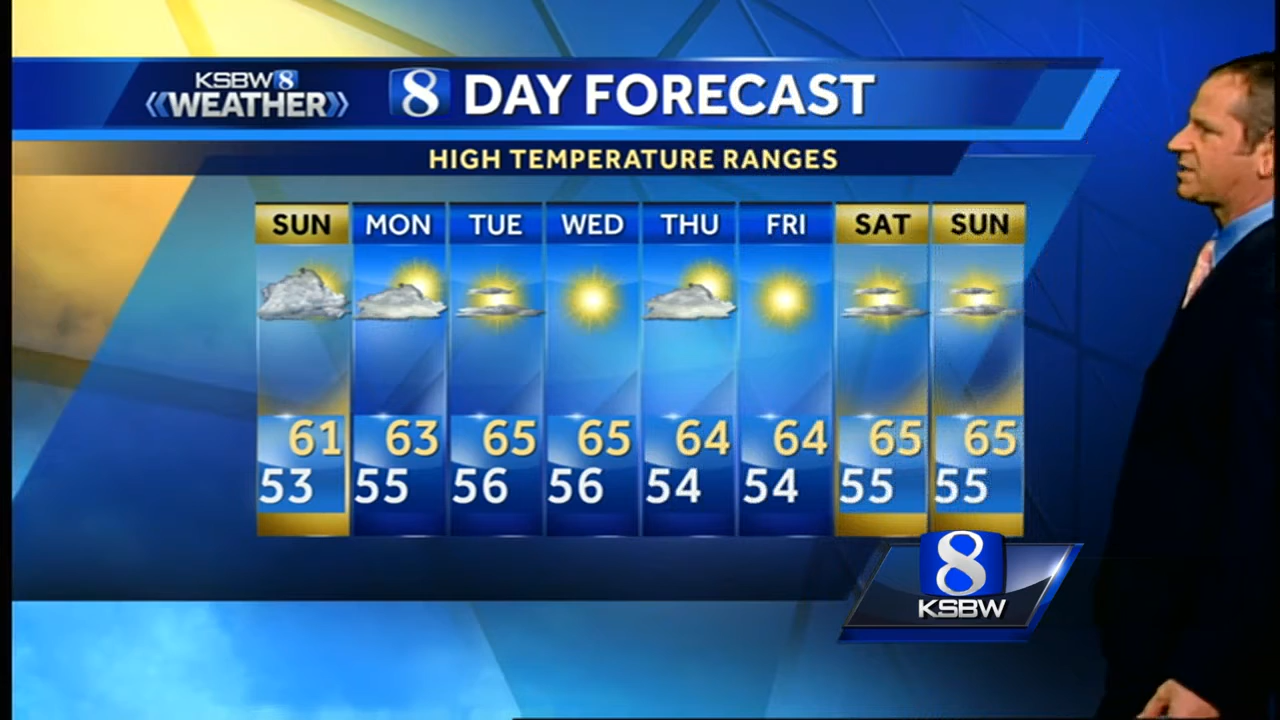 KSBW 8
WEATHER
8 DAY FORECAST
HIGH TEMPERATURE RANGES
SUN MON TUE WED THU FRI SAT SUN
61 63 65 65 64 64 65 65
53 55 56 56 54 54 55 55
8
KSBW